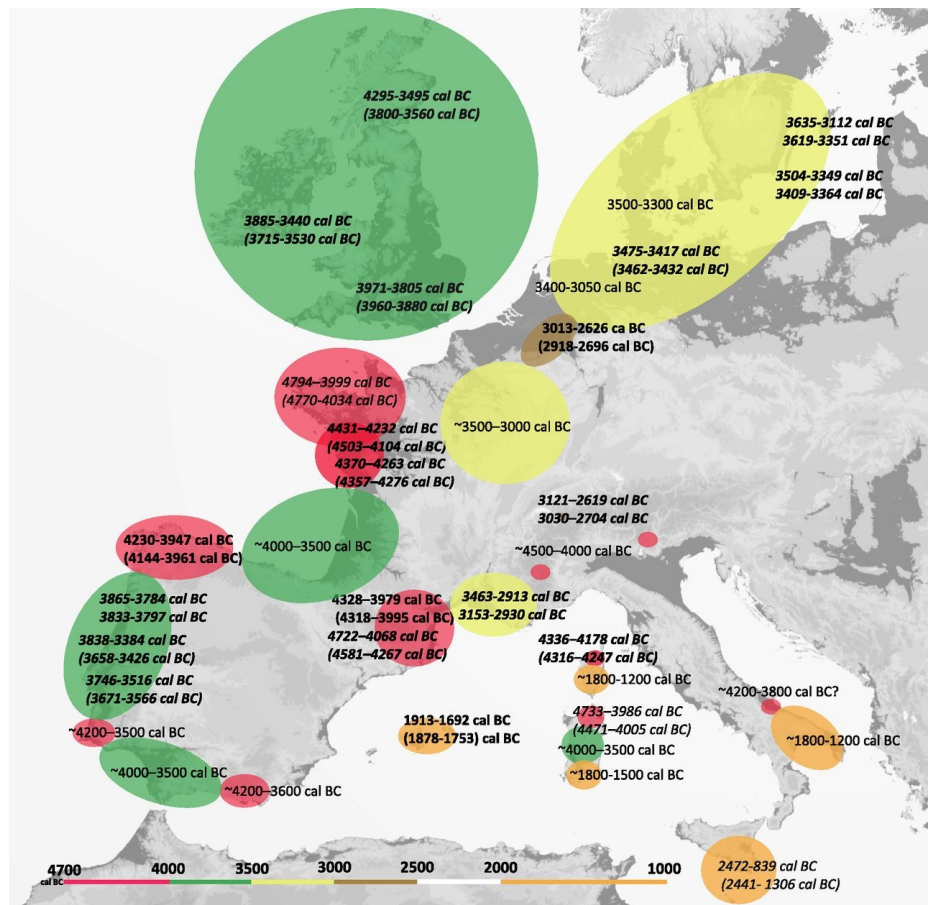 4295-3495 cal BC
(3800-3560 cal BC)
3635-3112 cal BC
3619-3351 cal BC
3504-3349 cal BC
3409-3364 cal BC
3500-3300 cal BC
3885-3440 cal BC
(3715-3530 cal BC)
3475-3417 cal BC
(3462-3432 cal BC)
3971-3805 cal BC
(3960-3880 cal BC)
3400-3050 cal BC
3013-2626 ca BC
(2918-2696 cal BC)
4794–3999 cal BC
(4770-4034 cal BC)
4431–4232 cal BC
(4503–4104 cal BC)
4370–4263 cal BC
(4357–4276 cal BC)
~3500–3000 cal BC
3121–2619 cal BC
3030–2704 cal BC
~4500–4000 cal BC
4230-3947 cal BC
(4144-3961 cal BC)
~4000–3500 cal BC
3865-3784 cal BC
3833-3797 cal BC
3838-3384 cal BC
(3658-3426 cal BC)
3746-3516 cal BC
(3671-3566 cal BC)
4328–3979 cal BC
(4318–3995 cal BC)
4722–4068 cal BC
(4581–4267 cal BC)
3463-2913 cal BC
3153-2930 cal BC
4336–4178 cal BC
(4316–4247 cal BC)
~1800-1200 cal BC
~4200-3800 cal BC?
4733–3986 cal BC
(4471–4005 cal BC)
1913-1692 cal BC
(1878-1753) cal BC
~4200–3500 cal BC
~4000–3500 cal BC
~1800-1200 cal BC
~4000–3500 cal BC
~1800-1500 cal BC
~4200–3600 cal BC
2472-839 cal BC
(2441- 1306 cal BC)
4700 4000 3500 3000 2500 2000 1000
cal BC